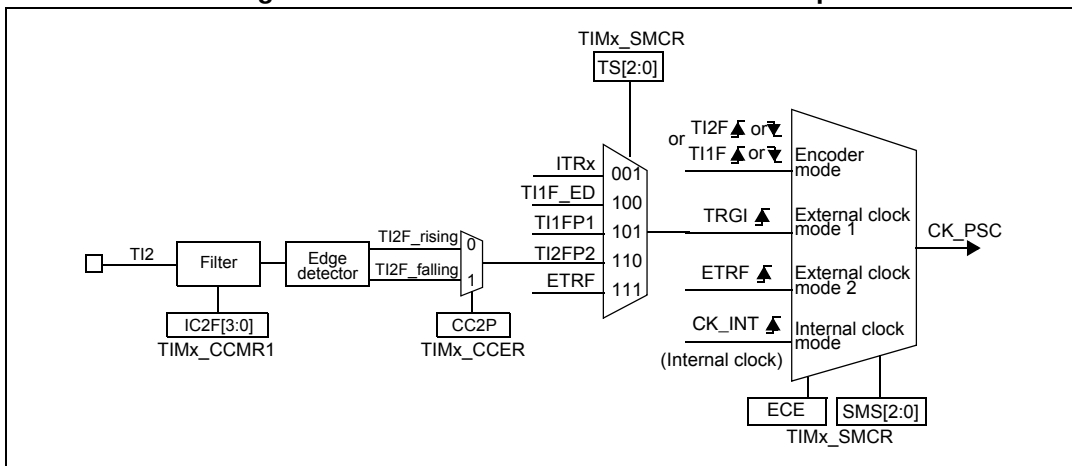 TIMx_SMCR
TS[2:0]
or TI2F or
TI1F or
Encoder
mode
ITRx 001
TI1F_ED 100
TI1FP1 101
TI2FP2 110
ETRF 111
TRGI
External clock
mode 1
CK_PSC
TI2
Filter
Edge
detector
TI2F_rising 0
TI2F_falling 1
ETRF
External clock
mode 2
IC2F[3:0]
TIMx_CCMR1
CC2P
TIMx_CCER
CK_INT
Internal clock
mode
(Internal clock)
ECE
SMS[2:0]
TIMx_SMCR